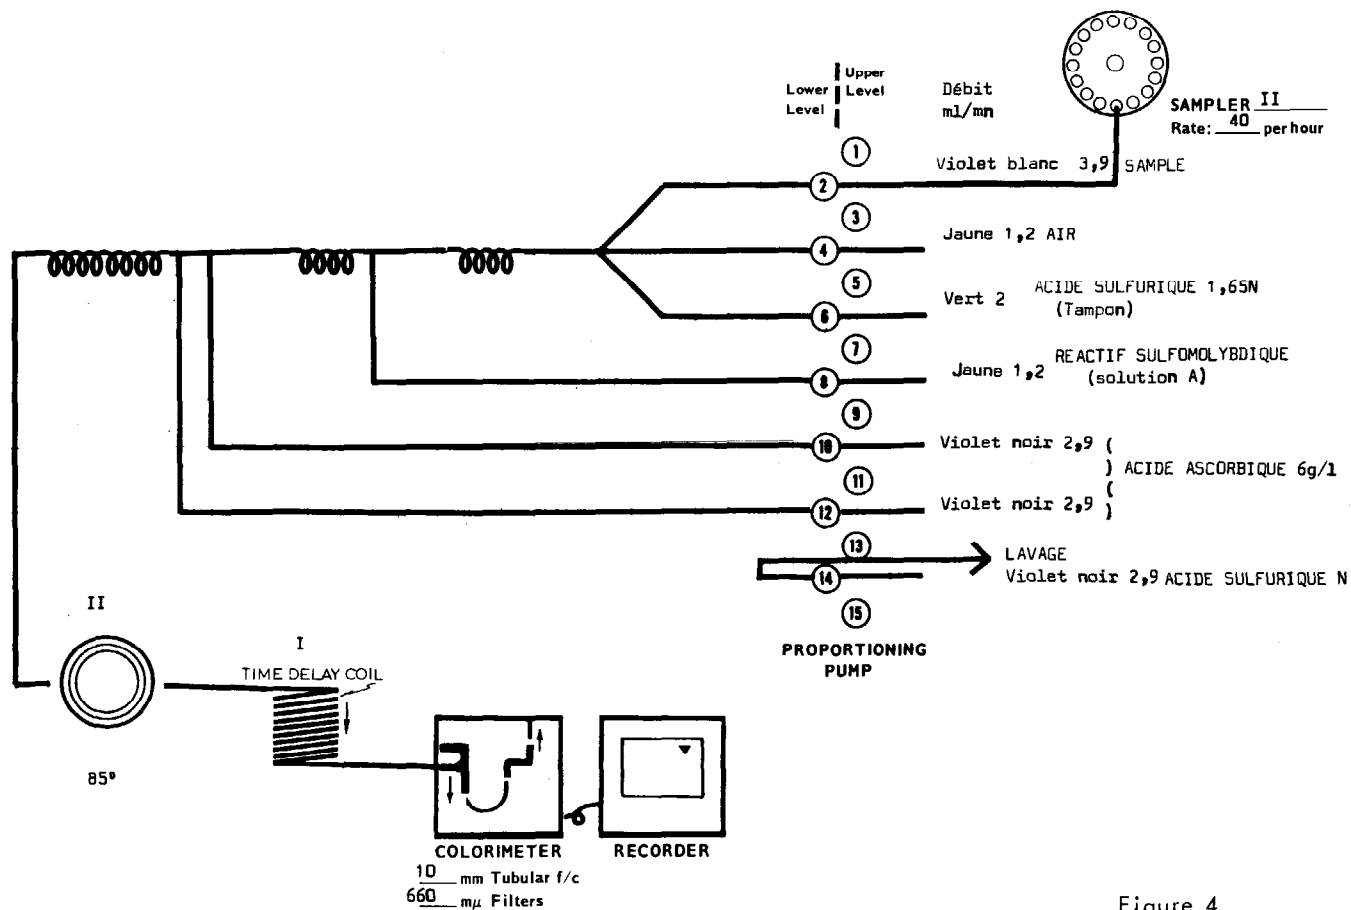 Lower Level
Upper Level
Débit
ml/mn
SAMPLER II
Rate: 40 per hour
1
Violet blanc 3,9 SAMPLE
2
3
Jaune 1,2 AIR
4
5
Vert 2 ACIDE SULFURIQUE 1,65N
(Tampon)
6
7
Jaune 1,2 REACTIF SULFOMOLYBDIQUE
(solution A)
8
9
Violet noir 2,9 (
10
) ACIDE ASCORBIQUE 6g/l
11
(
Violet noir 2,9 )
12
13
LAVAGE
14
Violet noir 2,9 ACIDE SULFURIQUE N
15
PROPORTIONING
PUMP
II
I
TIME DELAY COIL
85°
COLORIMETER
RECORDER
10 mm Tubular f/c
660 mµ Filters
Figure 4